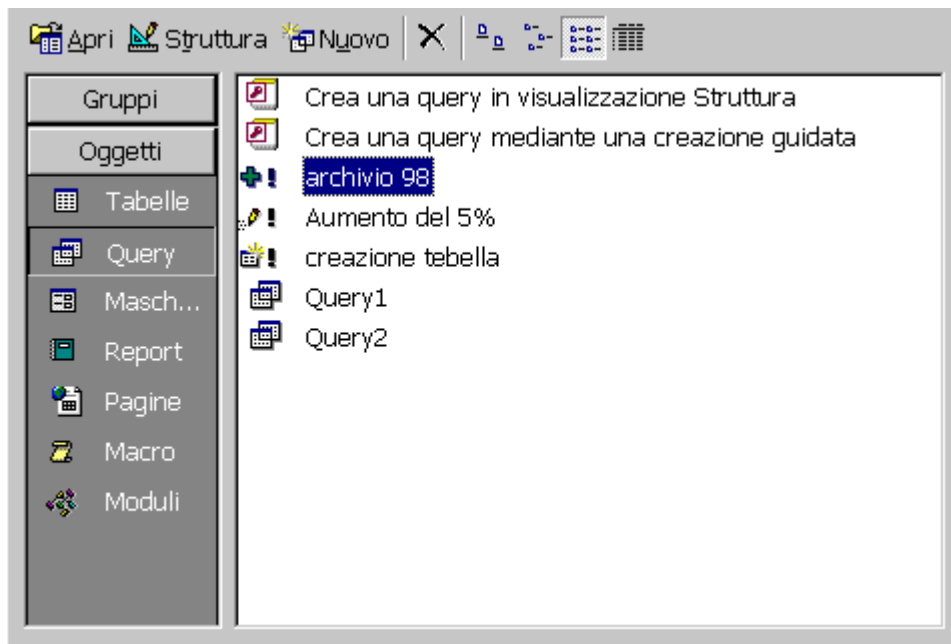 Apri Struttura Nuovo
Gruppi
Oggetti
Tabelle
Query
Masch...
Report
Pagine
Macro
Moduli
Crea una query in visualizzazione Struttura
Crea una query mediante una creazione guidata
archivio 98
Aumento del 5%
creazione tebella
Query1
Query2